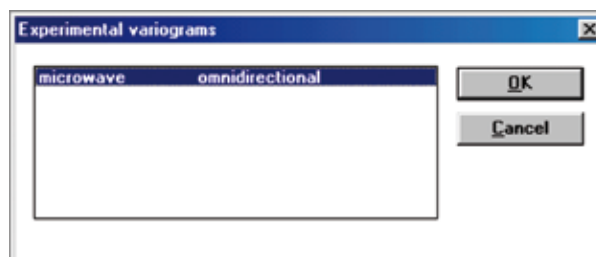 Experimental variograms
microwave omnidirectional
OK
Cancel